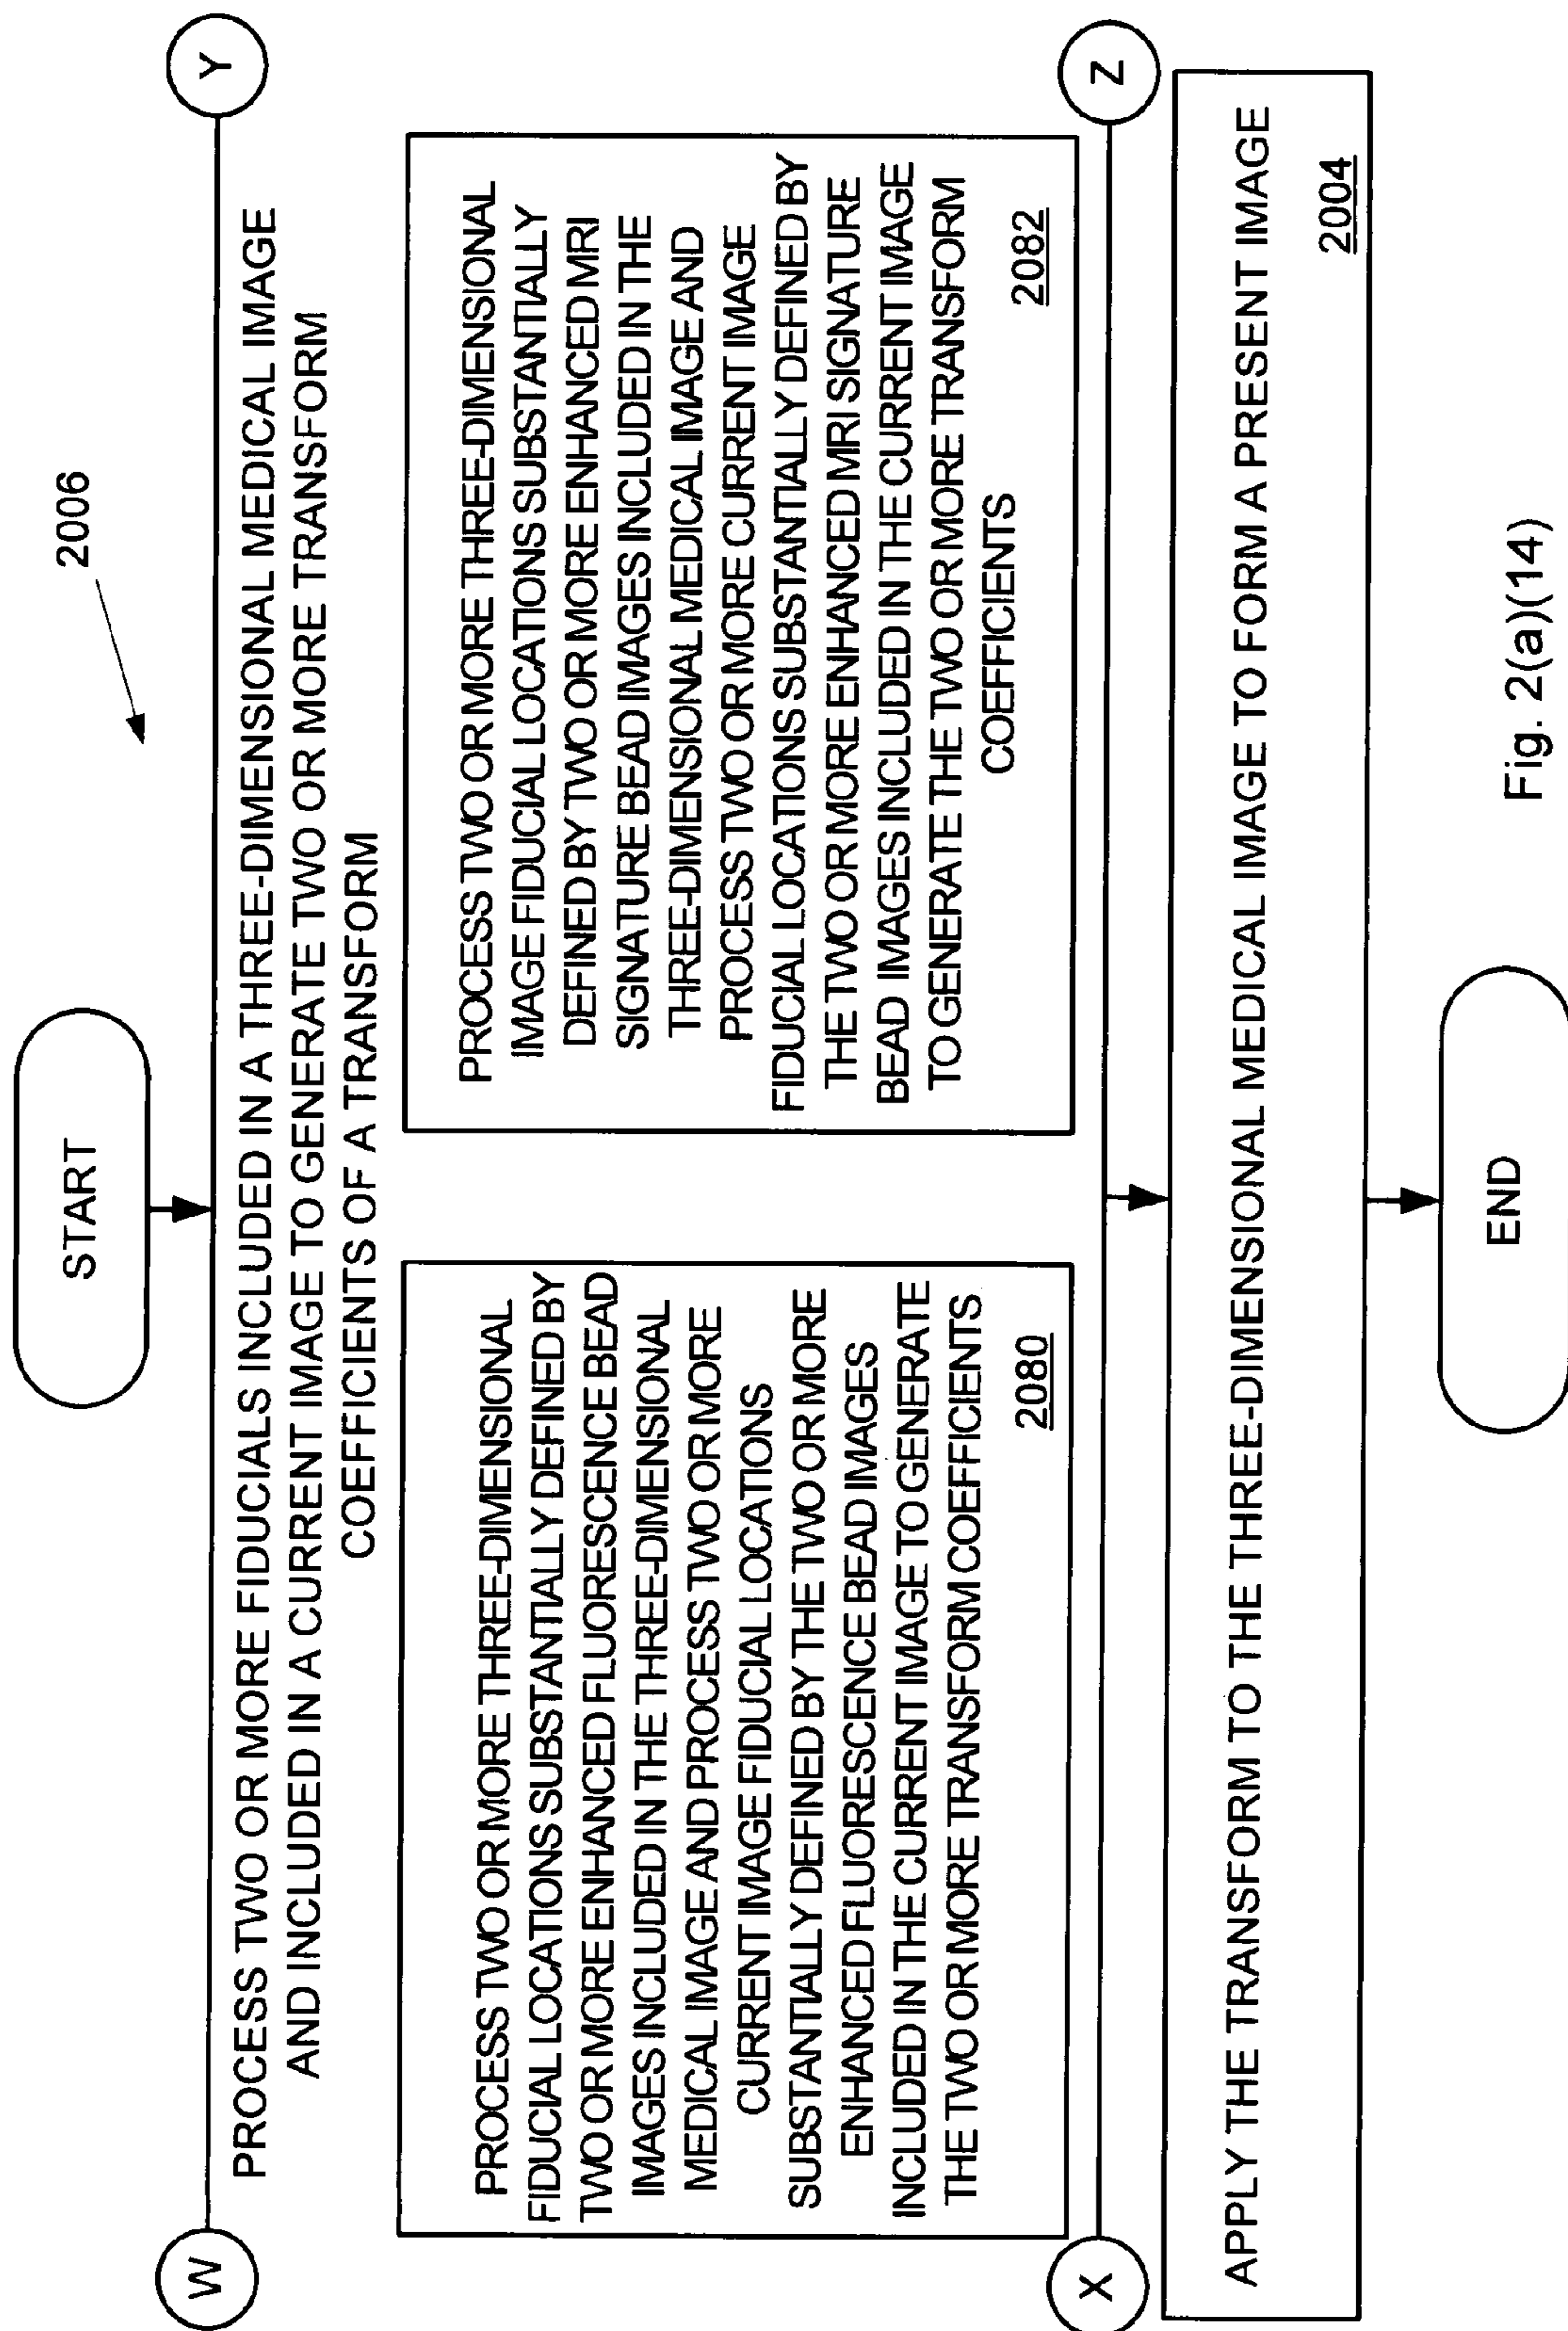 2006
START
W
Y
PROCESS TWO OR MORE FIDUCIALS INCLUDED IN A THREE-DIMENSIONAL MEDICAL IMAGE
AND INCLUDED IN A CURRENT IMAGE TO GENERATE TWO OR MORE TRANSFORM
COEFFICIENTS OF A TRANSFORM
PROCESS TWO OR MORE THREE-DIMENSIONAL
FIDUCIAL LOCATIONS SUBSTANTIALLY DEFINED BY
TWO OR MORE ENHANCED FLUORESCENCE BEAD
IMAGES INCLUDED IN THE THREE-DIMENSIONAL
MEDICAL IMAGE AND PROCESS TWO OR MORE
CURRENT IMAGE FIDUCIAL LOCATIONS
SUBSTANTIALLY DEFINED BY THE TWO OR MORE
ENHANCED FLUORESCENCE BEAD IMAGES
INCLUDED IN THE CURRENT IMAGE TO GENERATE
THE TWO OR MORE TRANSFORM COEFFICIENTS
2080
PROCESS TWO OR MORE THREE-DIMENSIONAL
IMAGE FIDUCIAL LOCATIONS SUBSTANTIALLY
DEFINED BY TWO OR MORE ENHANCED MRI
SIGNATURE BEAD IMAGES INCLUDED IN THE
THREE-DIMENSIONAL MEDICAL IMAGE AND
PROCESS TWO OR MORE CURRENT IMAGE
FIDUCIAL LOCATIONS SUBSTANTIALLY DEFINED BY
THE TWO OR MORE ENHANCED MRI SIGNATURE
BEAD IMAGES INCLUDED IN THE CURRENT IMAGE
TO GENERATE THE TWO OR MORE TRANSFORM
COEFFICIENTS
2082
X
Z
APPLY THE TRANSFORM TO THE THREE-DIMENSIONAL MEDICAL IMAGE TO FORM A PRESENT IMAGE
2004
END
Fig. 2(a)(14)